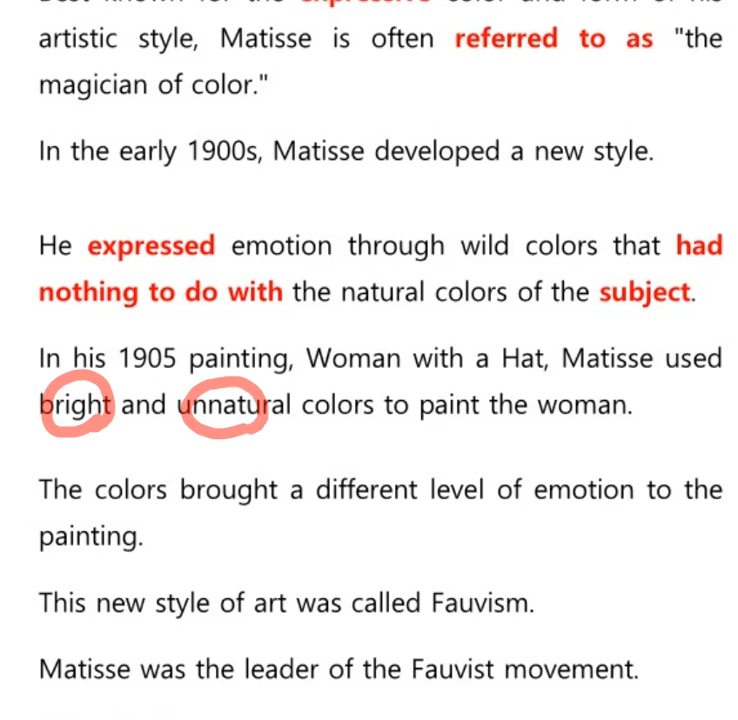 expressive
artistic style, Matisse is often referred to as "the
magician of color."
In the early 1900s, Matisse developed a new style.
He expressed emotion through wild colors that had
nothing to do with the natural colors of the subject.
In his 1905 painting, Woman with a Hat, Matisse used
bright and unnatural colors to paint the woman.
The colors brought a different level of emotion to the
painting.
This new style of art was called Fauvism.
Matisse was the leader of the Fauvist movement.